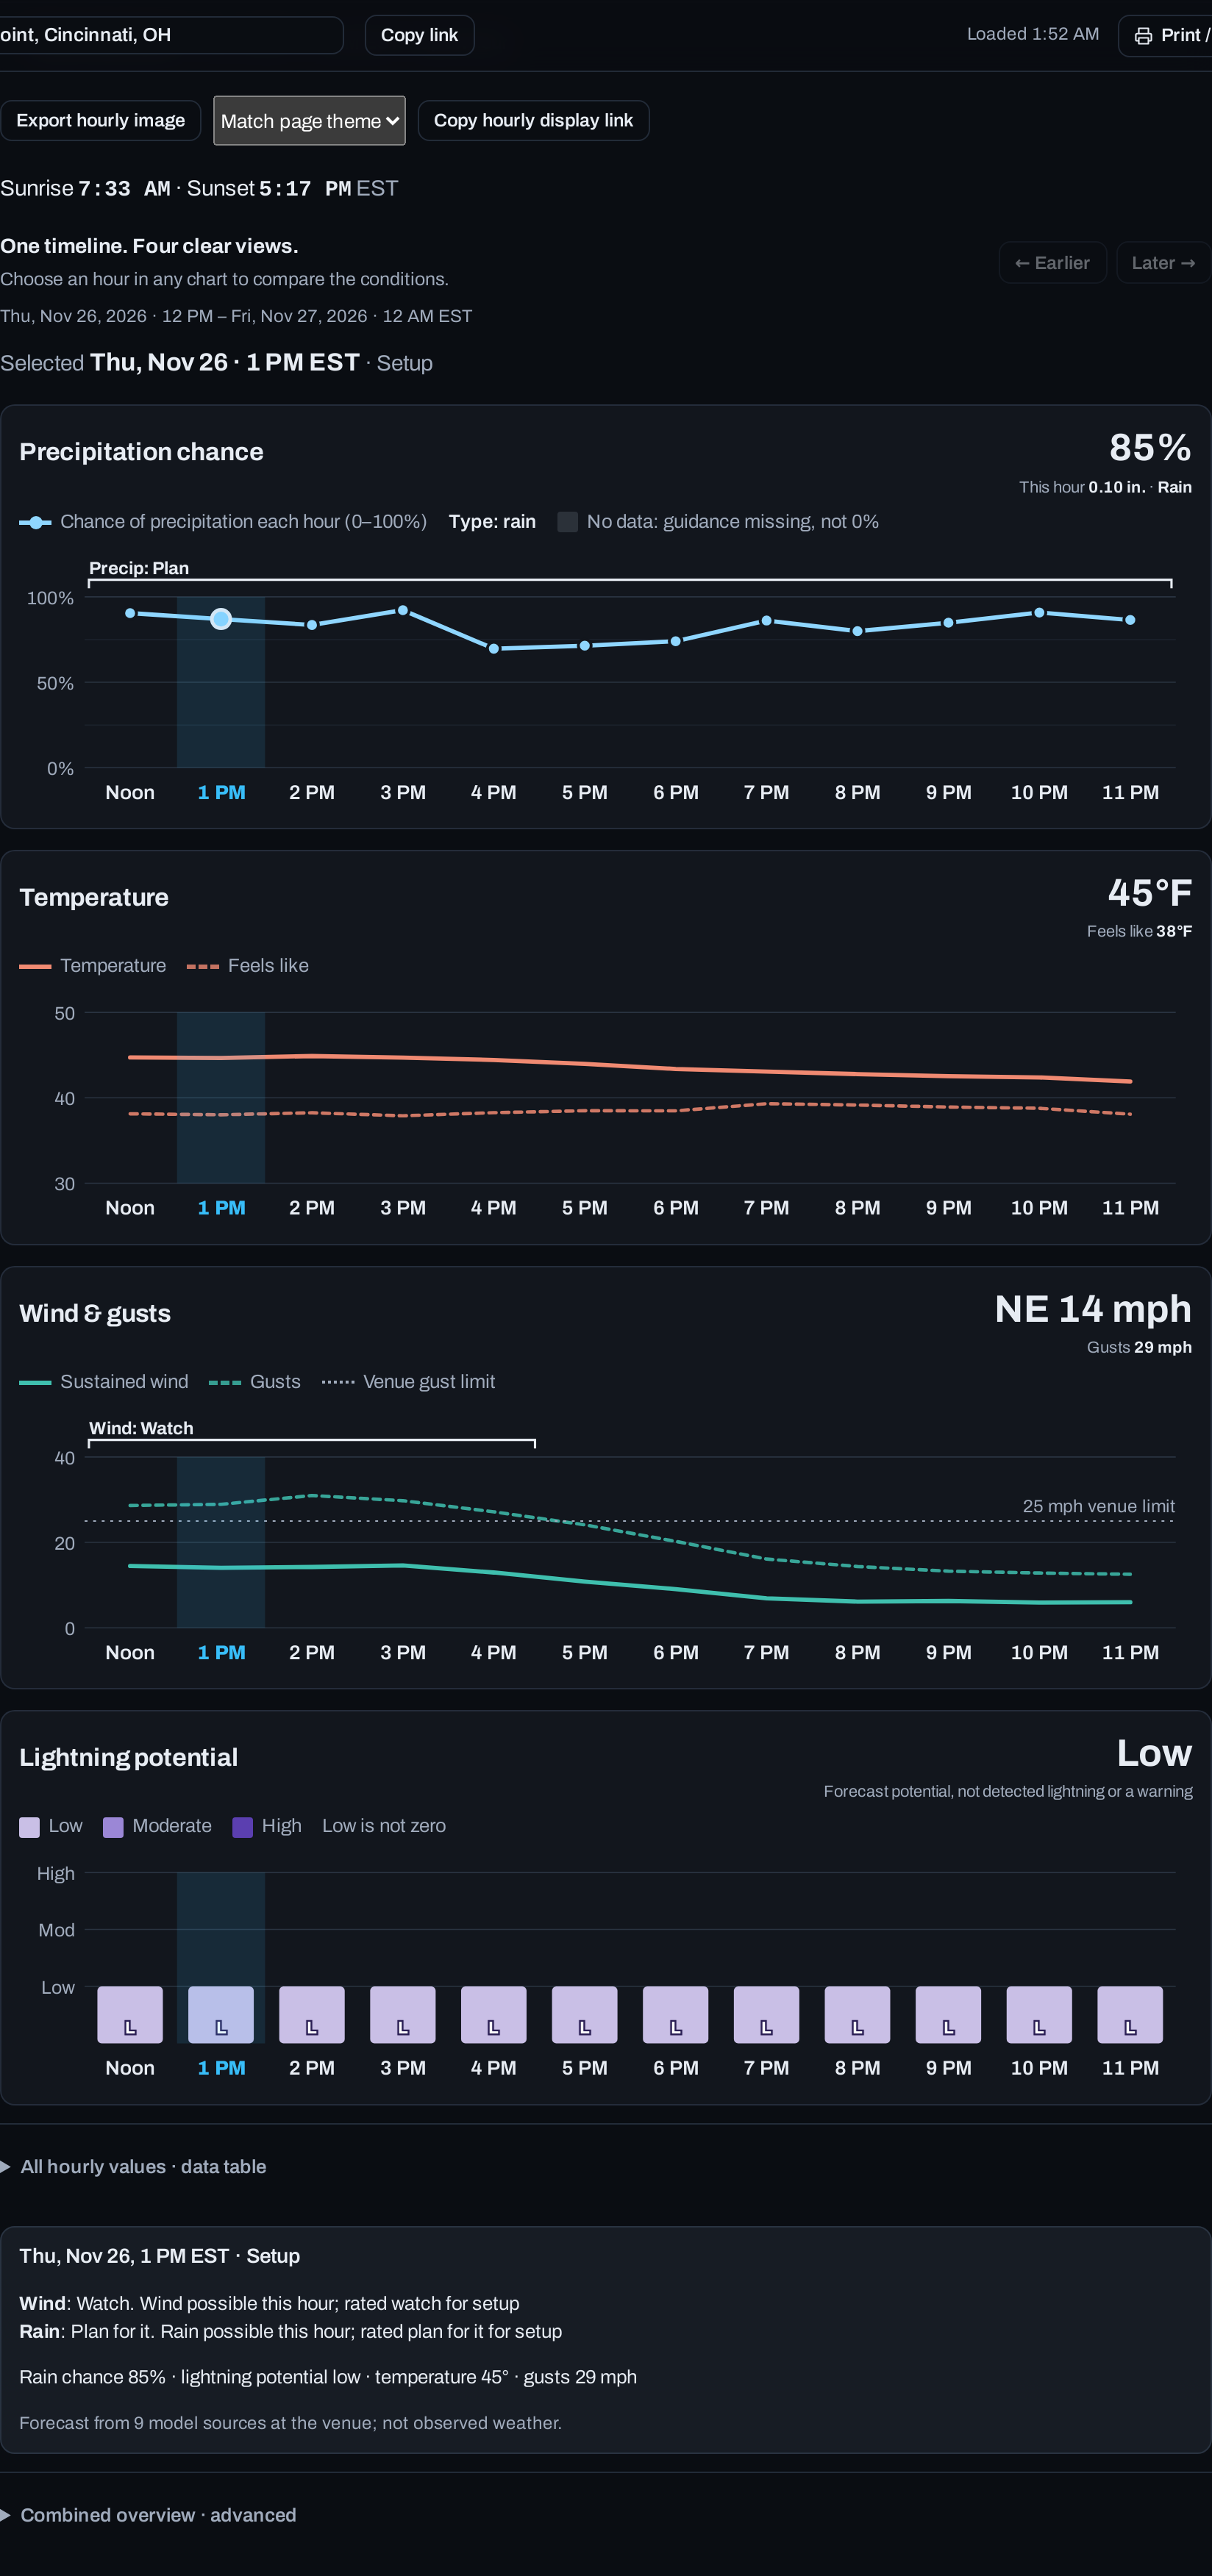 oint, Cincinnati, OH
Copy link
Loaded 1:52 AM
Print /
Export hourly image
Match page theme
Copy hourly display link
Sunrise 7:33 AM · Sunset 5:17 PM EST
One timeline. Four clear views.
Choose an hour in any chart to compare the conditions.
← Earlier
Later →
Thu, Nov 26, 2026 · 12 PM – Fri, Nov 27, 2026 · 12 AM EST
Selected Thu, Nov 26 · 1 PM EST · Setup
Precipitation chance
85%
This hour 0.10 in. · Rain
Chance of precipitation each hour (0–100%) Type: rain No data: guidance missing, not 0%
Precip: Plan
100%
50%
0%
Noon 1 PM 2 PM 3 PM 4 PM 5 PM 6 PM 7 PM 8 PM 9 PM 10 PM 11 PM
Temperature
45°F
Feels like 38°F
Temperature Feels like
50
40
30
Noon 1 PM 2 PM 3 PM 4 PM 5 PM 6 PM 7 PM 8 PM 9 PM 10 PM 11 PM
Wind & gusts
NE 14 mph
Gusts 29 mph
Sustained wind Gusts Venue gust limit
Wind: Watch
40
25 mph venue limit
20
0
Noon 1 PM 2 PM 3 PM 4 PM 5 PM 6 PM 7 PM 8 PM 9 PM 10 PM 11 PM
Lightning potential
Low
Forecast potential, not detected lightning or a warning
Low Moderate High Low is not zero
High
Mod
Low
L L L L L L L L L L L L
Noon 1 PM 2 PM 3 PM 4 PM 5 PM 6 PM 7 PM 8 PM 9 PM 10 PM 11 PM
All hourly values · data table
Thu, Nov 26, 1 PM EST · Setup
Wind: Watch. Wind possible this hour; rated watch for setup
Rain: Plan for it. Rain possible this hour; rated plan for it for setup
Rain chance 85% · lightning potential low · temperature 45° · gusts 29 mph
Forecast from 9 model sources at the venue; not observed weather.
Combined overview · advanced